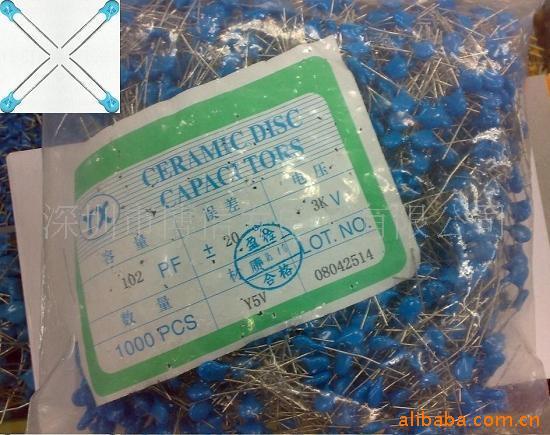 CERAMIC DISC
CAPACITORS
容量 误差 电压
102 PF ± 20 3K V
数量 材 LOT. NO.
1000 PCS Y5V 08042514
合格
alibaba.com.cn